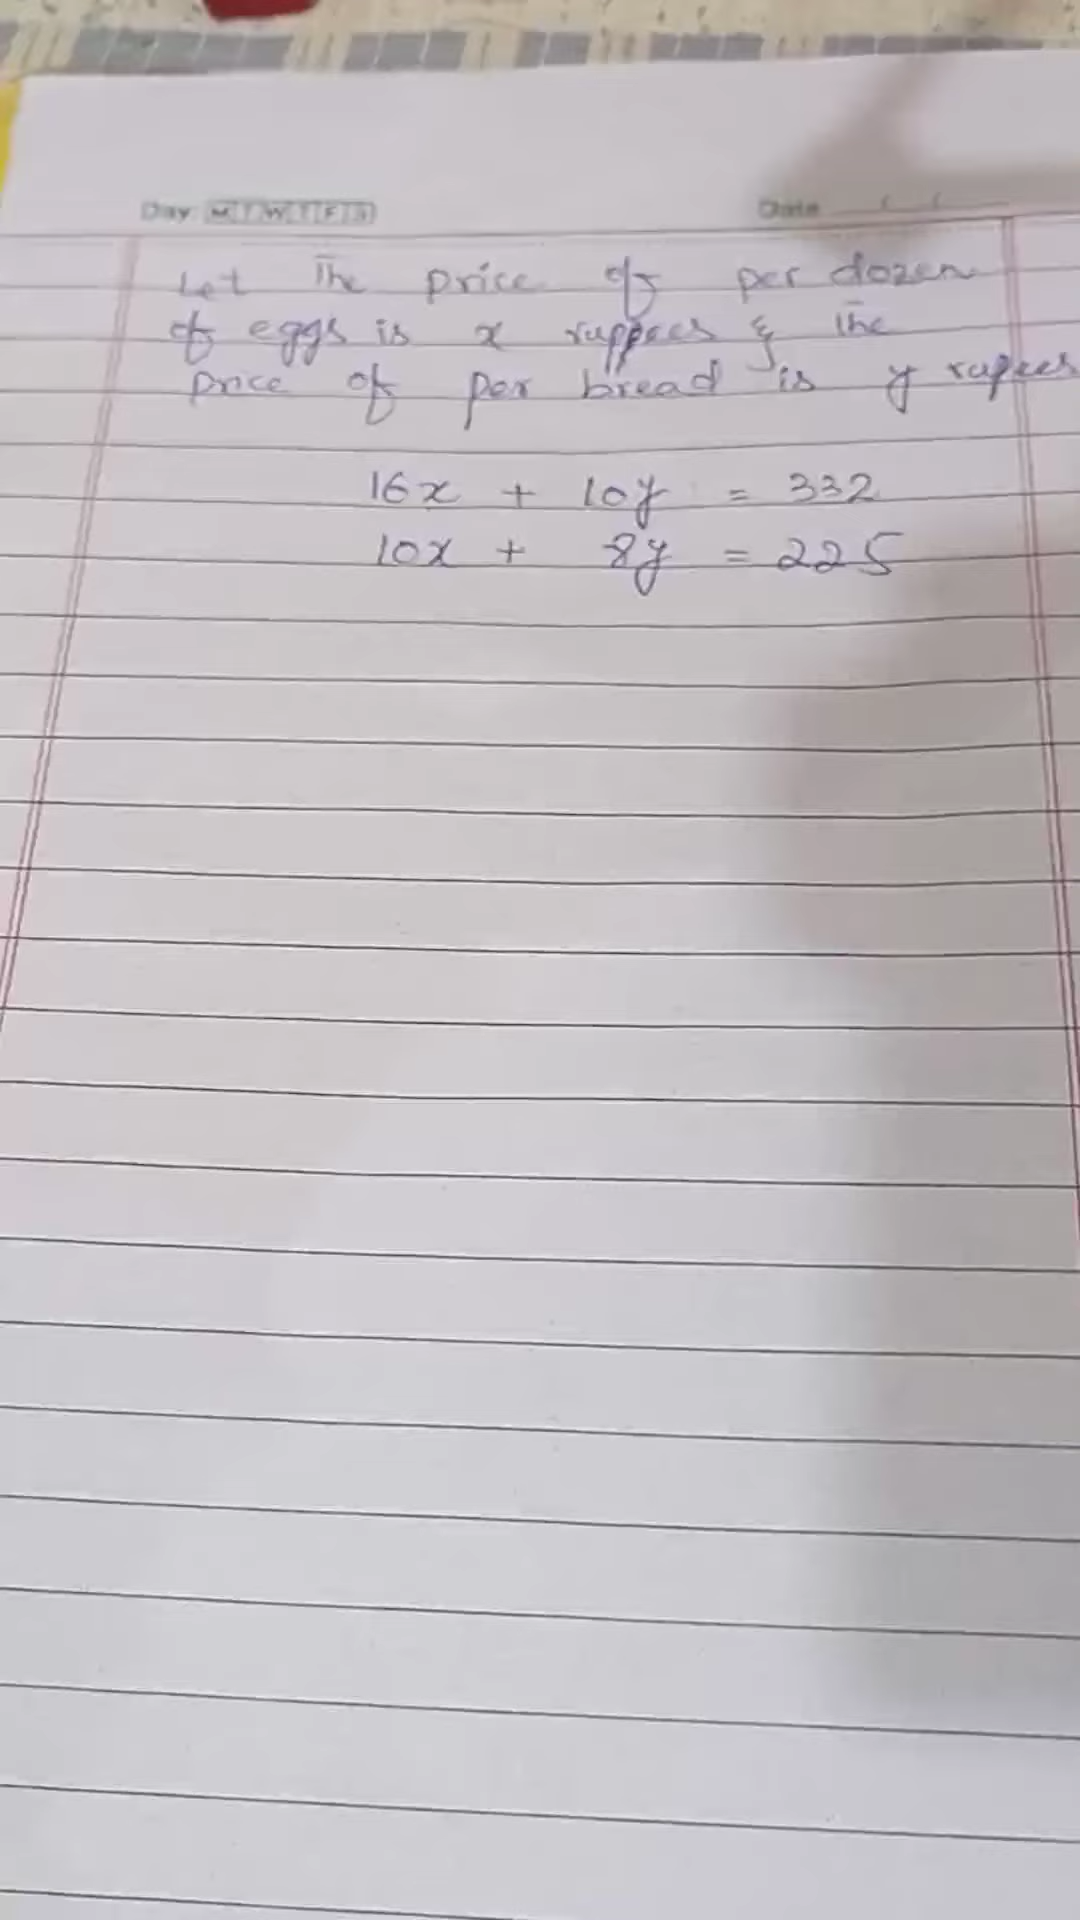 Day M T W T F S Date / /
Let The price of per dozen
of eggs is x ruppees & the
price of per bread is y rupees
16x + 10y = 332
10x + 8y = 225